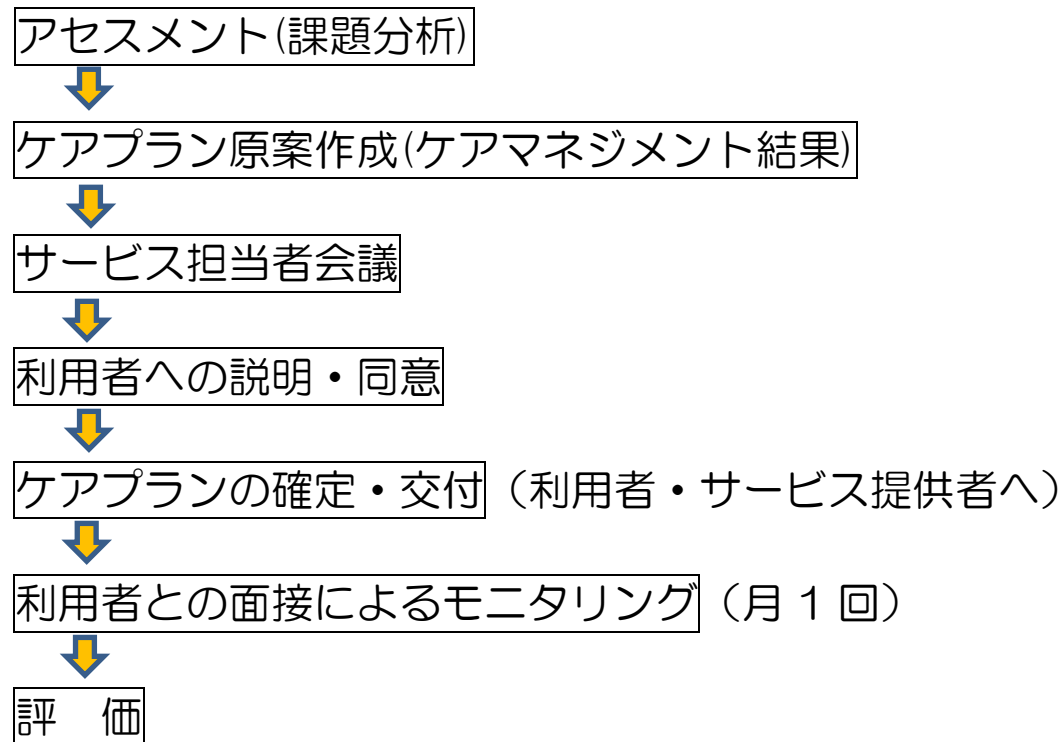 アセスメント(課題分析)
ケアプラン原案作成(ケアマネジメント結果)
サービス担当者会議
利用者への説明・同意
ケアプランの確定・交付（利用者・サービス提供者へ）
利用者との面接によるモニタリング（月１回）
評　価